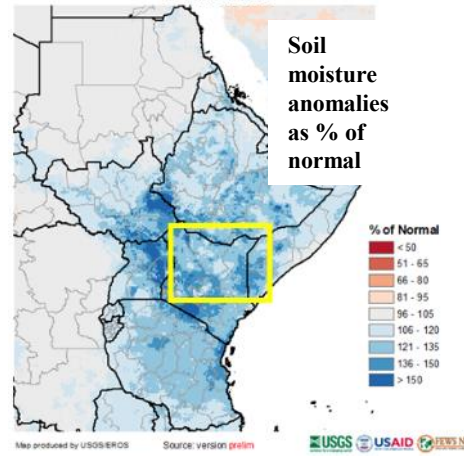 Soil
moisture
anomalies
as % of
normal
% of Normal
< 50
51 - 65
66 - 80
81 - 95
96 - 105
106 - 120
121 - 135
136 - 150
> 150
Map produced by USGS/EROS Source: version prelim USGS USAID FEWS N